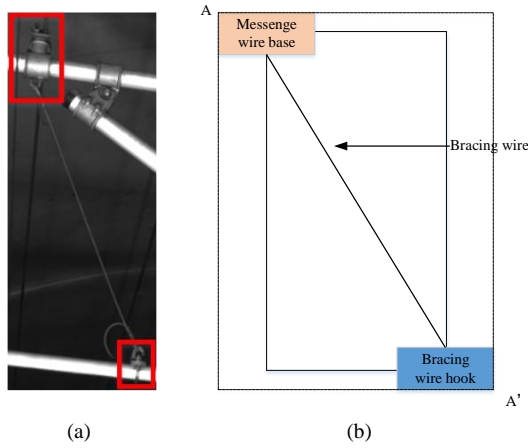 A
Messenge
wire base
Bracing wire
Bracing
wire hook
A'
(a)
(b)